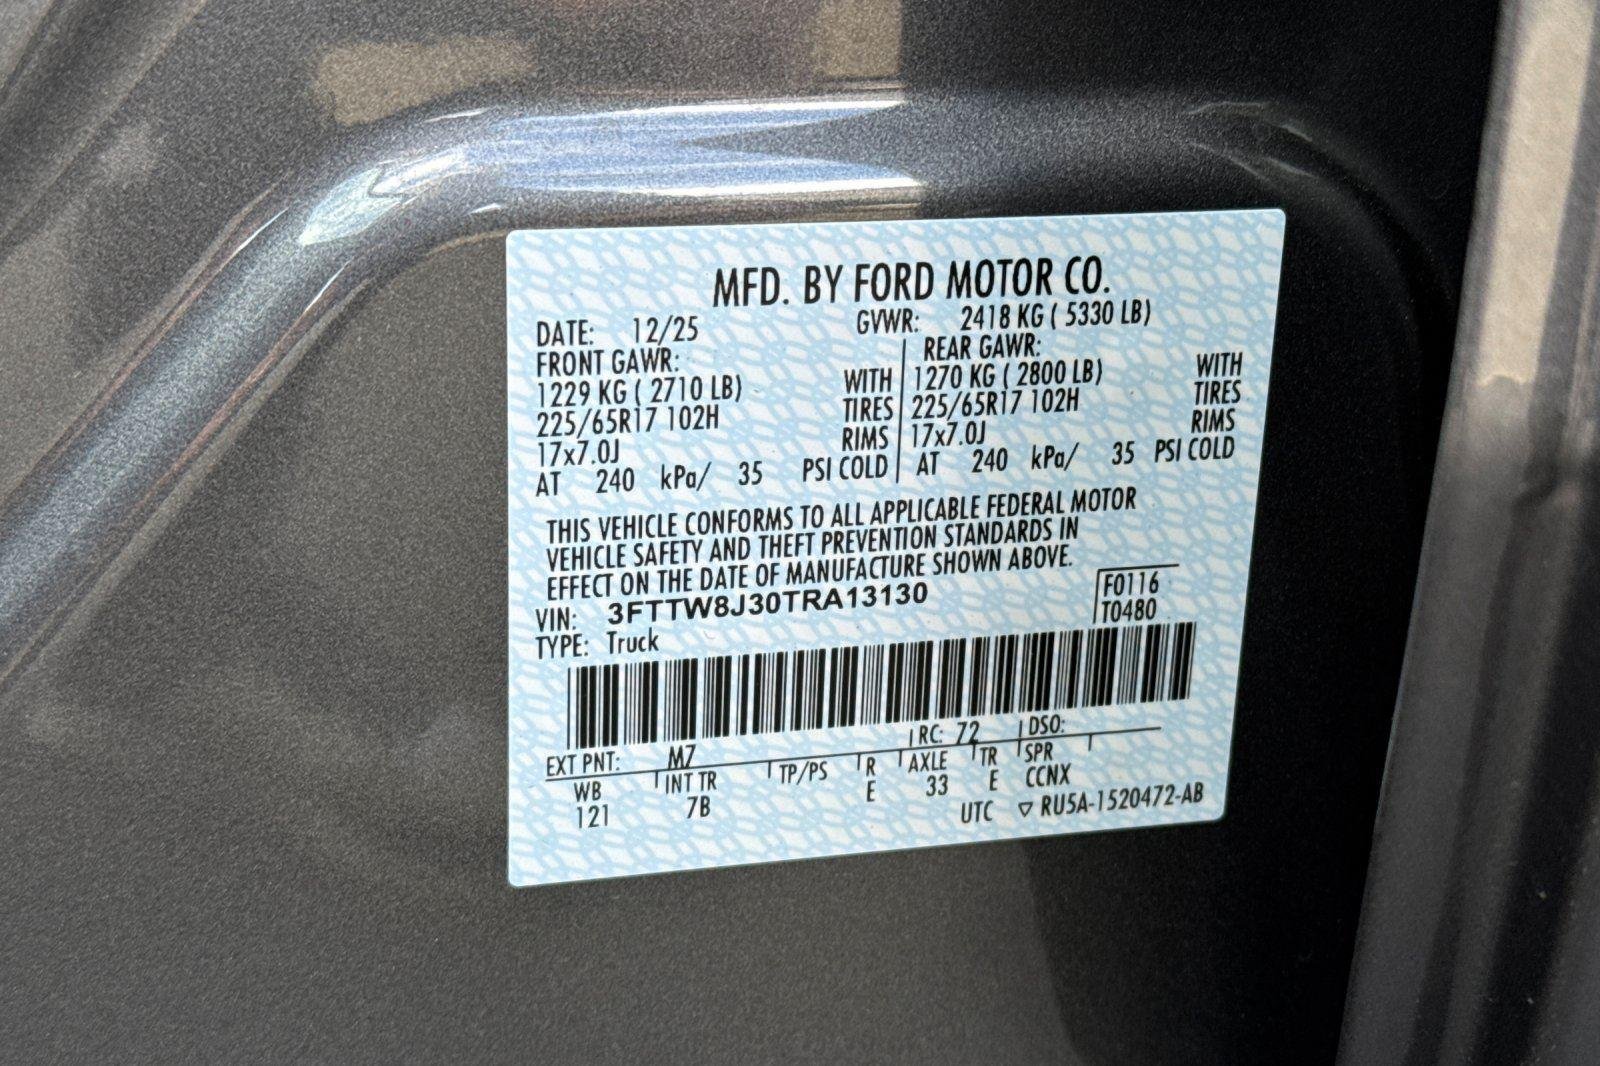 MFD. BY FORD MOTOR CO.
DATE: 12/25 GVWR: 2418 KG ( 5330 LB)
FRONT GAWR: REAR GAWR:
1229 KG ( 2710 LB) WITH 1270 KG ( 2800 LB) WITH
225/65R17 102H TIRES 225/65R17 102H TIRES
17x7.0J RIMS 17x7.0J RIMS
AT 240 kPa/ 35 PSI COLD AT 240 kPa/ 35 PSI COLD
THIS VEHICLE CONFORMS TO ALL APPLICABLE FEDERAL MOTOR
VEHICLE SAFETY AND THEFT PREVENTION STANDARDS IN
EFFECT ON THE DATE OF MANUFACTURE SHOWN ABOVE.
VIN: 3FTTW8J30TRA13130 F0116
TYPE: Truck T0480
EXT PNT: M7 RC: 72 DSO:
WB INT TR TP/PS R AXLE TR SPR
121 7B E 33 E CCNX
UTC ▽ RU5A-1520472-AB